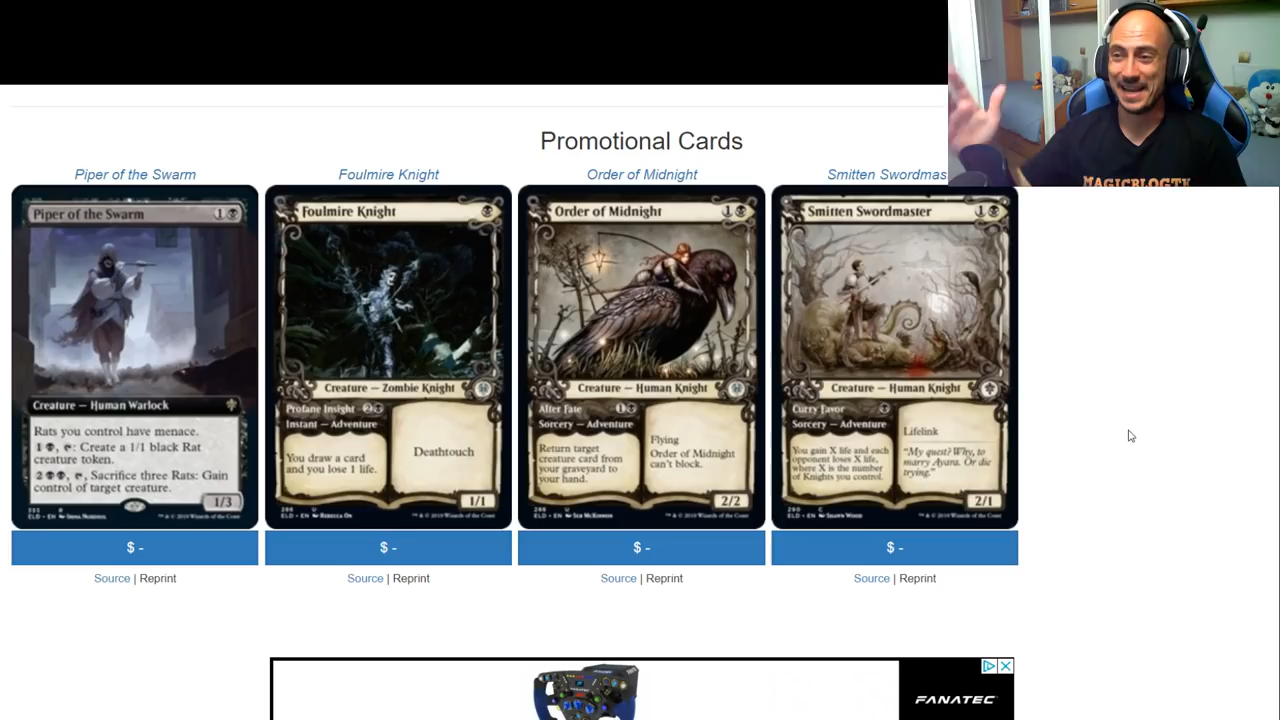 Promotional Cards
Piper of the Swarm
Foulmire Knight
Order of Midnight
Smitten Swordmas
Piper of the Swarm
1
Creature — Human Warlock
Rats you control have menace.
1 , : Create a 1/1 black Rat
creature token.
2 , , Sacrifice three Rats: Gain
control of target creature.
1/3
Foulmire Knight
Creature — Zombie Knight
Profane Insight 2
Instant — Adventure
You draw a card
and you lose 1 life.
Deathtouch
1/1
Order of Midnight
1
Creature — Human Knight
Alter Fate 1
Sorcery — Adventure
Return target
creature card from
your graveyard to
your hand.
Flying
Order of Midnight
can't block.
2/2
Smitten Swordmaster
1
Creature — Human Knight
Curry Favor
Sorcery — Adventure
You gain X life and each
opponent loses X life,
where X is the number
of Knights you control.
Lifelink
"My quest? Why, to
marry Ayara. Or die
trying."
2/1
$ -
$ -
$ -
$ -
Source | Reprint
Source | Reprint
Source | Reprint
Source | Reprint
FANATEC
MAGICBLOGTK